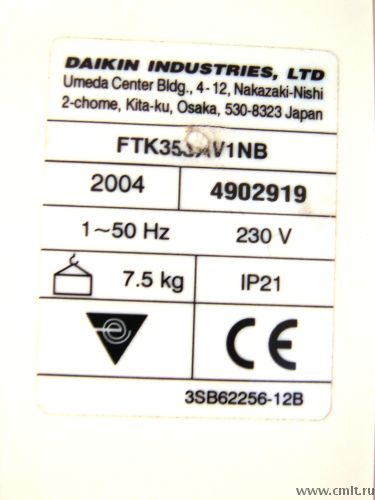 DAIKIN INDUSTRIES, LTD
Umeda Center Bldg., 4-12, Nakazaki-Nishi
2-chome, Kita-ku, Osaka, 530-8323 Japan
2004 4902919
1~50 Hz 230 V
7.5 kg IP21
e CE
3SB62256-12B
www.cmlt.ru